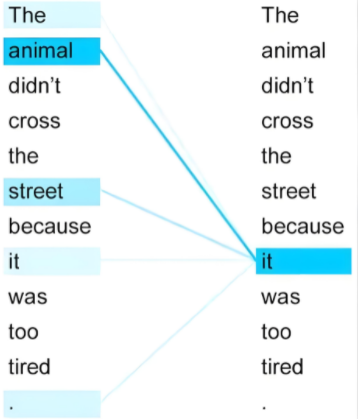 The
animal
didn't
cross
the
street
because
it
was
too
tired
.
The
animal
didn't
cross
the
street
because
it
was
too
tired
.